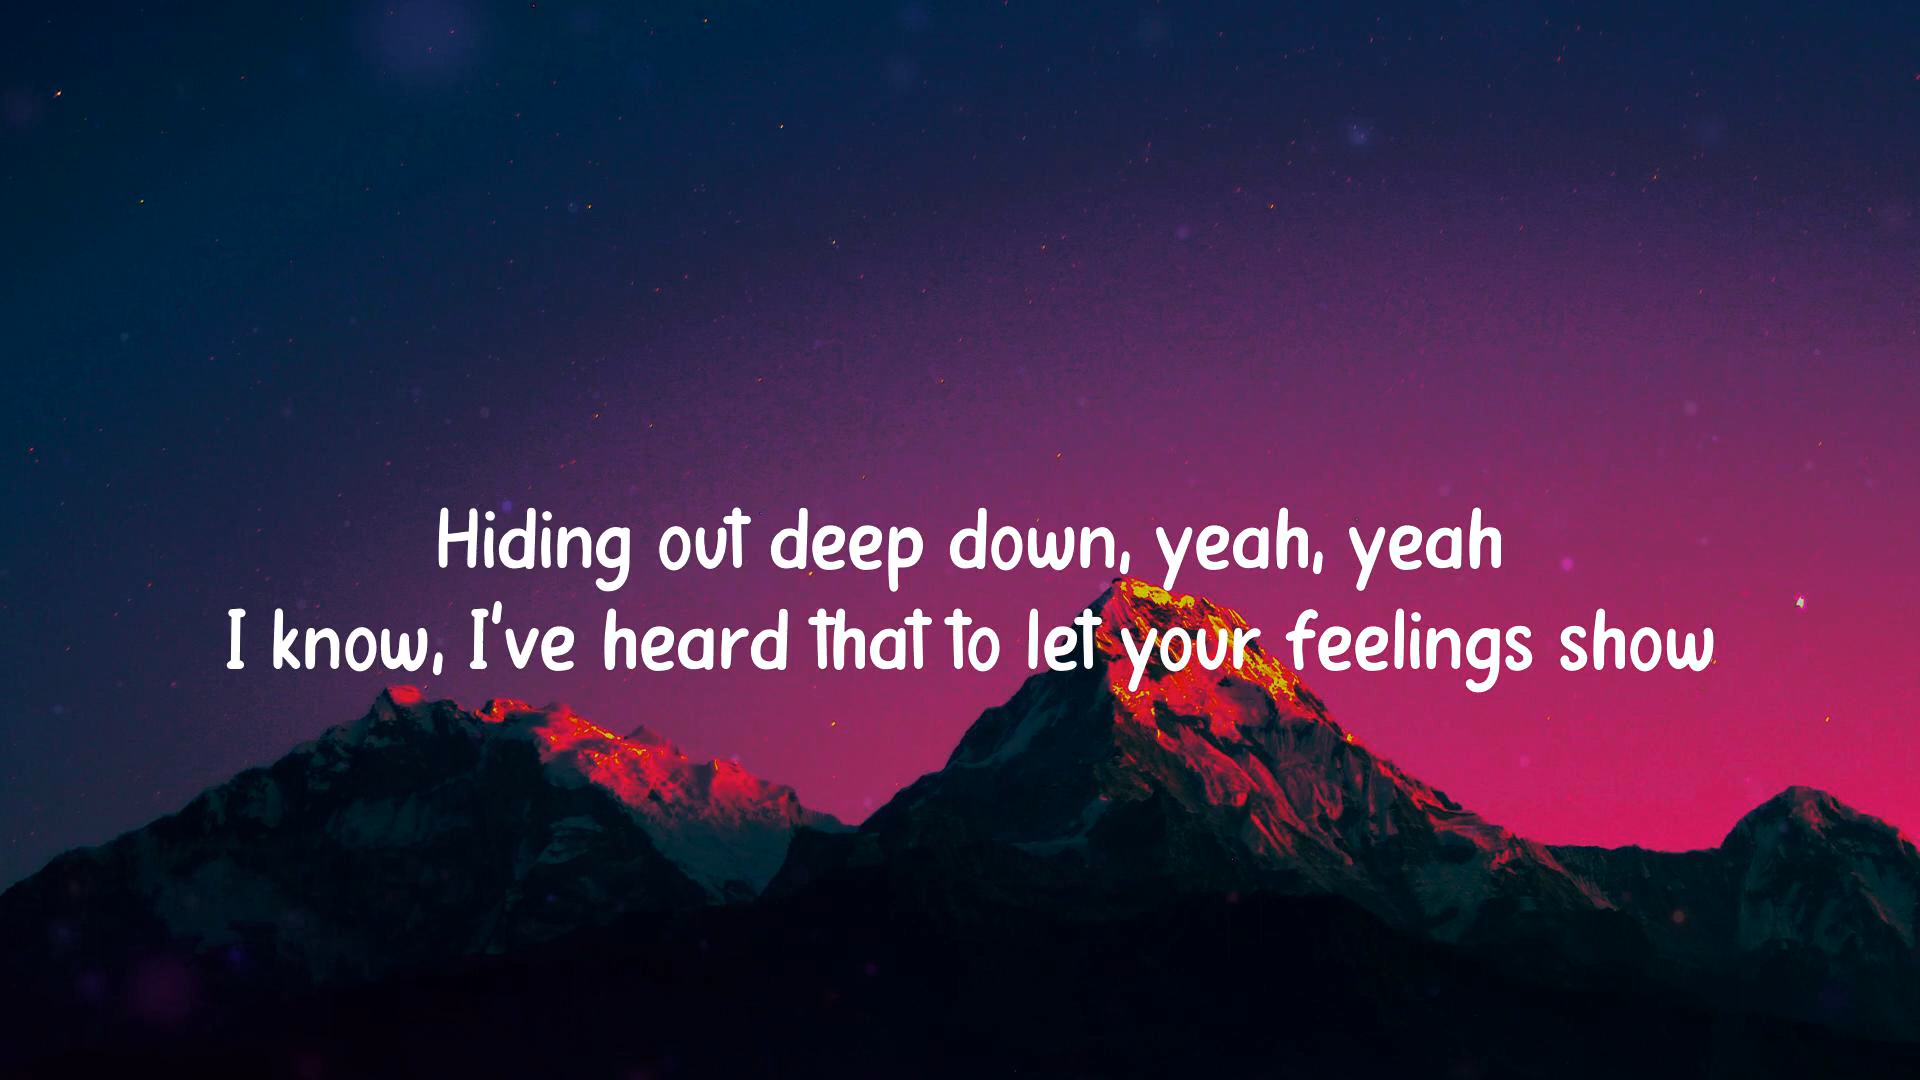 Hiding out deep down, yeah, yeah
I know, I've heard that to let your feelings show